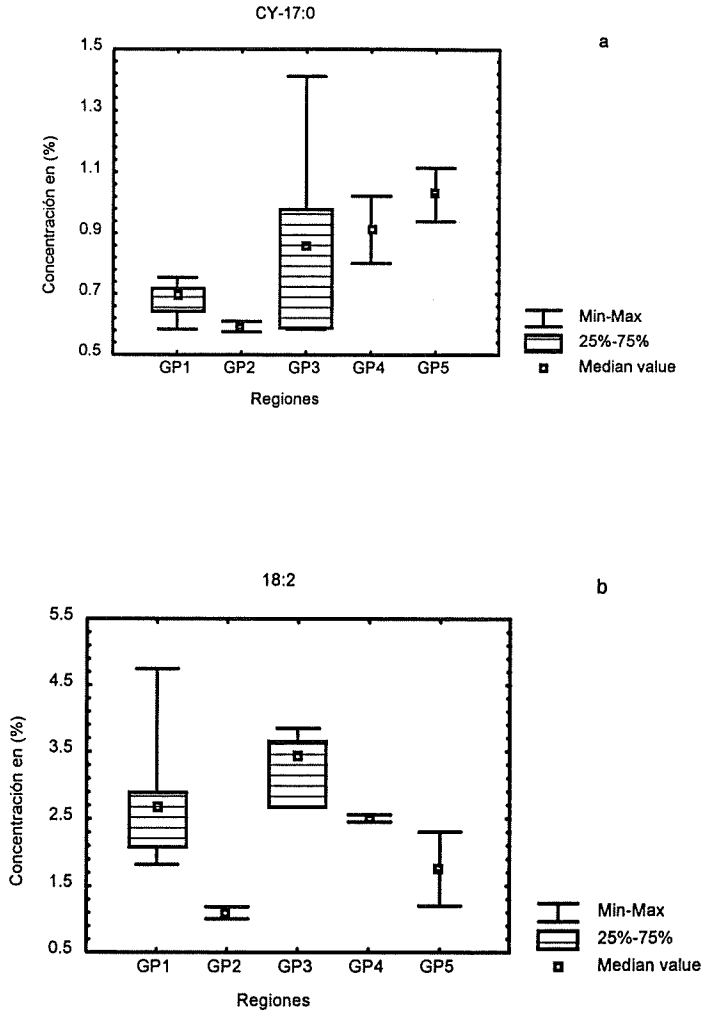 CY-17:0
a
1.5
1.3
1.1
0.9
0.7
0.5
Concentración en (%)
GP1 GP2 GP3 GP4 GP5
Regiones
Min-Max
25%-75%
Median value
18:2
b
5.5
4.5
3.5
2.5
1.5
0.5
Concentración en (%)
GP1 GP2 GP3 GP4 GP5
Regiones
Min-Max
25%-75%
Median value